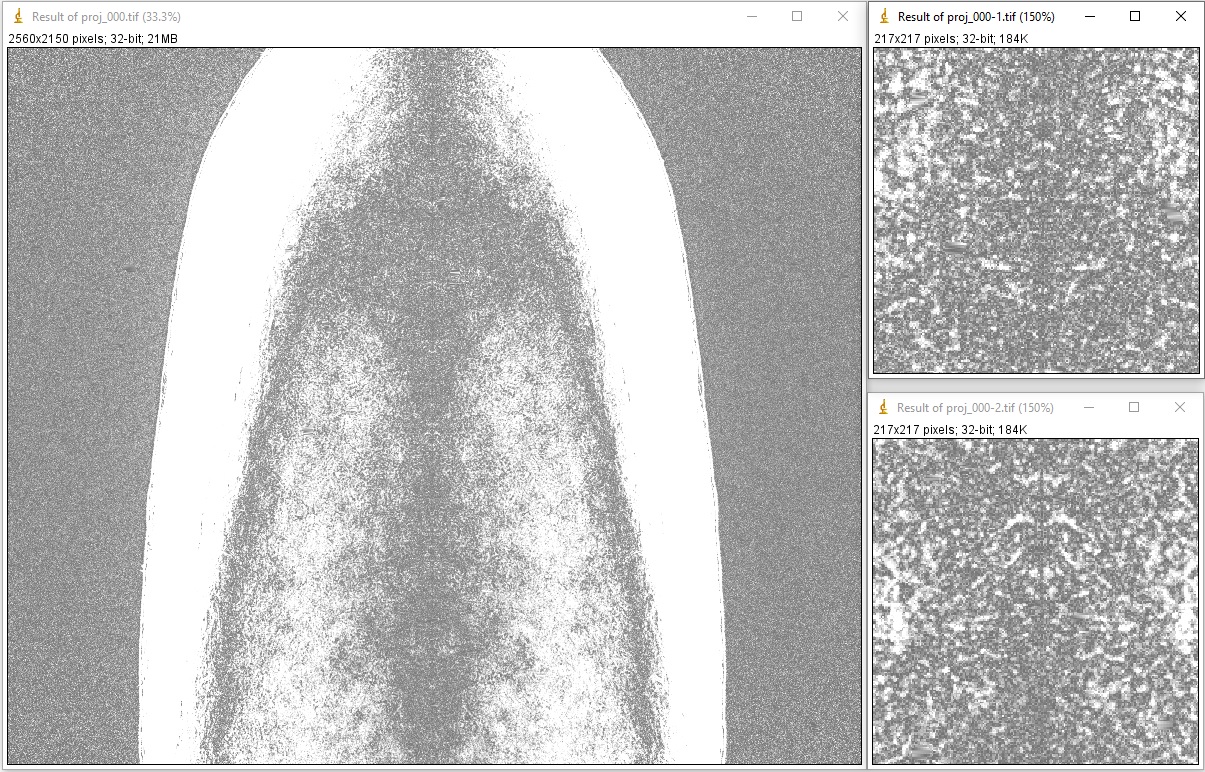 Result of proj_000.tif (33.3%)
2560x2150 pixels; 32-bit; 21MB
Result of proj_000-1.tif (150%)
217x217 pixels; 32-bit; 184K
Result of proj_000-2.tif (150%)
217x217 pixels; 32-bit; 184K